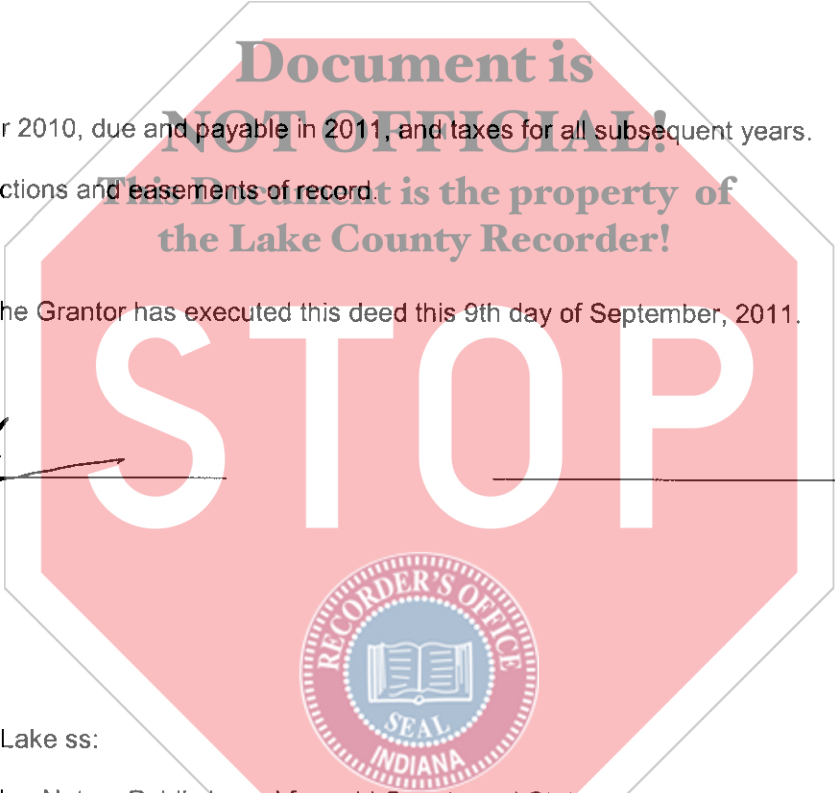 Document is
NOT OFFICIAL!
r 2010, due and payable in 2011, and taxes for all subsequent years.
This Document is the property of
ctions and easements of record.
the Lake County Recorder!
he Grantor has executed this deed this 9th day of September, 2011.
STOP
RECORDER'S OFFICE
SEAL
INDIANA
Lake ss: